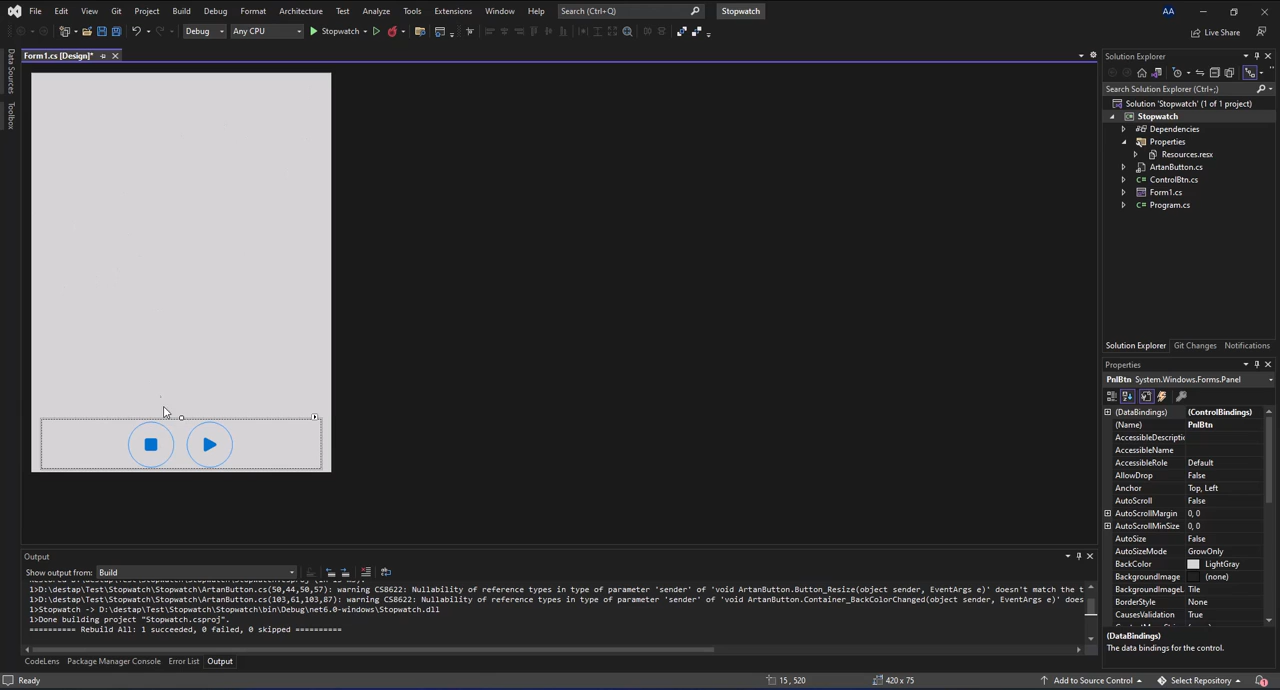 File Edit View Git Project Build Debug Format Architecture Test Analyze Tools Extensions Window Help Search (Ctrl+Q) Stopwatch AA
Debug Any CPU Stopwatch Live Share
Form1.cs [Design]*
Data Sources
Toolbox
Solution Explorer
Search Solution Explorer (Ctrl+;)
Solution 'Stopwatch' (1 of 1 project)
Stopwatch
Dependencies
Properties
Resources.resx
ArtanButton.cs
C# ControlBtn.cs
Form1.cs
C# Program.cs
Solution Explorer Git Changes Notifications
Properties
PnlBtn System.Windows.Forms.Panel
(DataBindings) (ControlBindings)
(Name) PnlBtn
AccessibleDescriptic
AccessibleName
AccessibleRole Default
AllowDrop False
Anchor Top, Left
AutoScroll False
AutoScrollMargin 0, 0
AutoScrollMinSize 0, 0
AutoSize False
AutoSizeMode GrowOnly
BackColor LightGray
BackgroundImage (none)
BackgroundImageL Tile
BorderStyle None
CausesValidation True
(DataBindings)
The data bindings for the control.
Output
Show output from: Build
1>D:\destap\Test\Stopwatch\Stopwatch\ArtanButton.cs(50,44,50,57): warning CS8622: Nullability of reference types in type of parameter 'sender' of 'void ArtanButton.Button_Resize(object sender, EventArgs e)' doesn't match the t
1>D:\destap\Test\Stopwatch\Stopwatch\ArtanButton.cs(103,61,103,87): warning CS8622: Nullability of reference types in type of parameter 'sender' of 'void ArtanButton.Container_BackColorChanged(object sender, EventArgs e)' does
1>Stopwatch -> D:\destap\Test\Stopwatch\Stopwatch\bin\Debug\net6.0-windows\Stopwatch.dll
1>Done building project "Stopwatch.csproj".
========== Rebuild All: 1 succeeded, 0 failed, 0 skipped ==========
CodeLens Package Manager Console Error List Output
Ready 15 , 520 420 x 75 Add to Source Control Select Repository 1